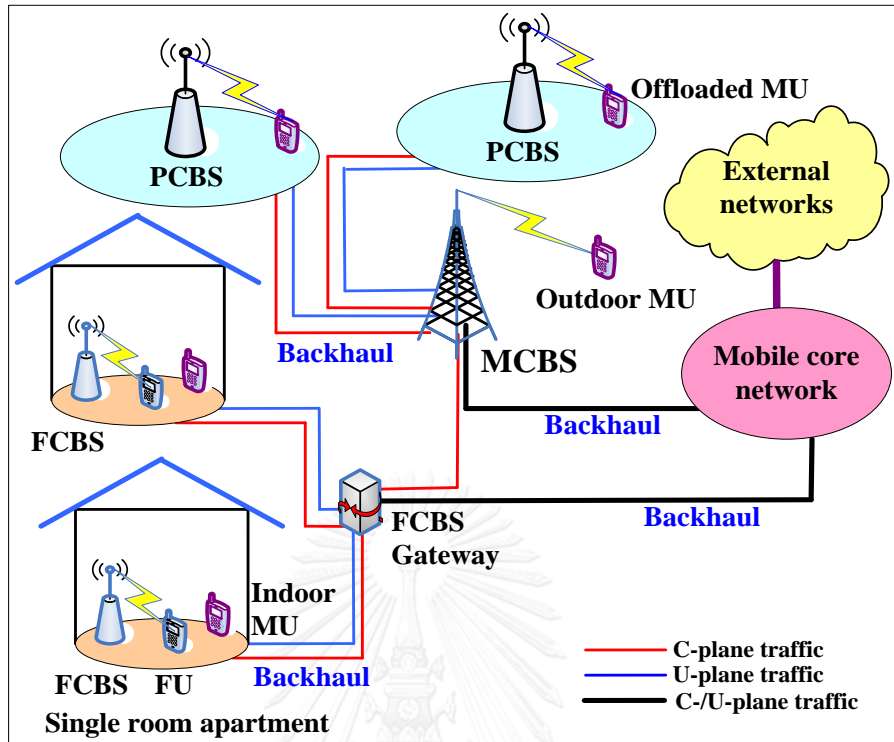 Offloaded MU
PCBS
PCBS
External
networks
Outdoor MU
Backhaul
MCBS
Mobile core
network
Backhaul
FCBS
FCBS
Gateway
Backhaul
Indoor
MU
FCBS
FU
Backhaul
Single room apartment
C-plane traffic
U-plane traffic
C-/U-plane traffic